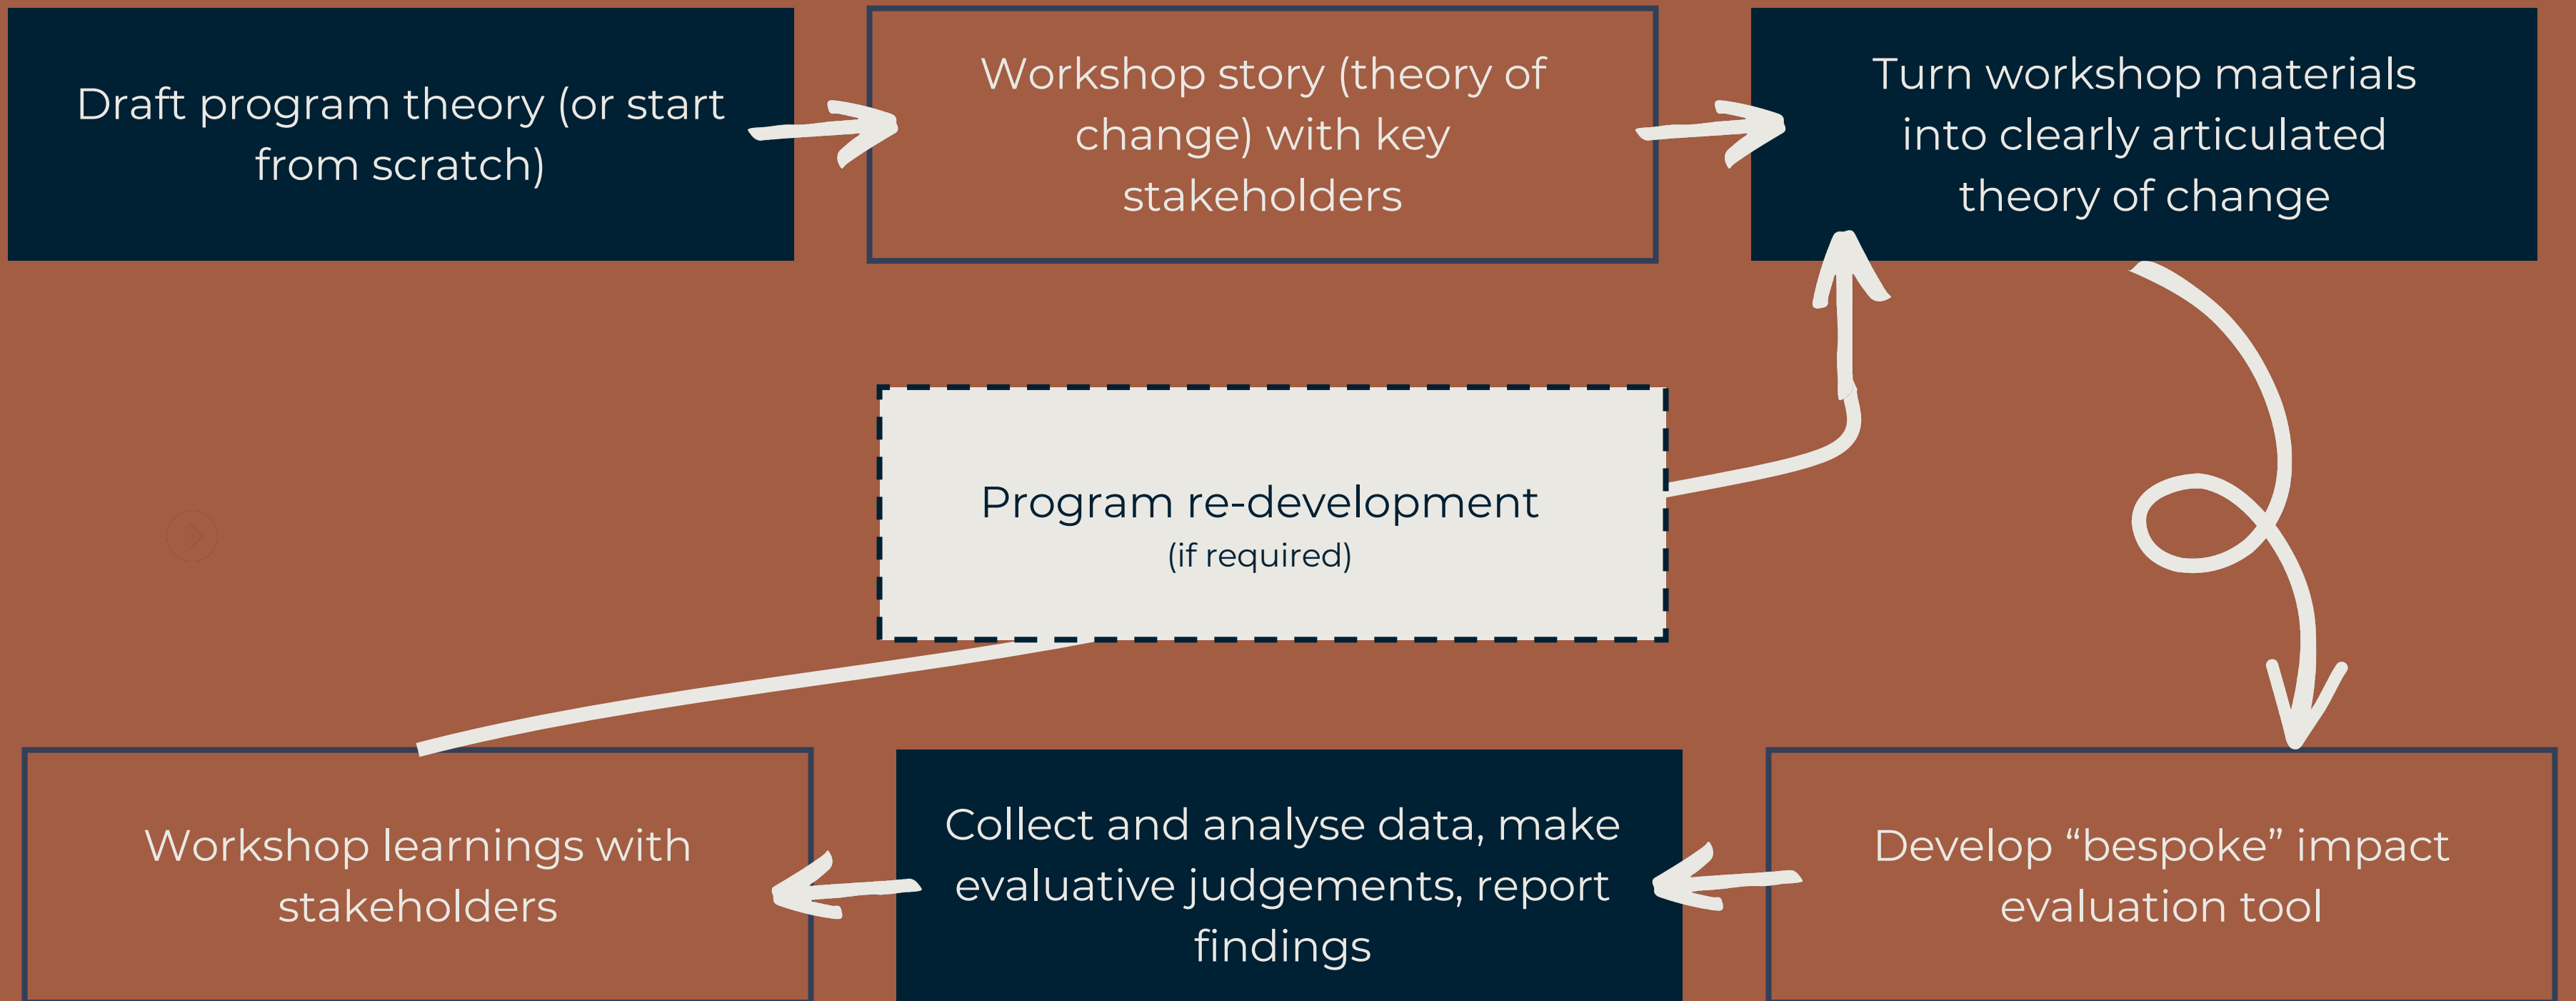 Draft program theory (or start
from scratch)
Workshop story (theory of
change) with key
stakeholders
Turn workshop materials
into clearly articulated
theory of change
Program re-development
(if required)
Develop “bespoke” impact
evaluation tool
Collect and analyse data, make
evaluative judgements, report
findings
Workshop learnings with
stakeholders